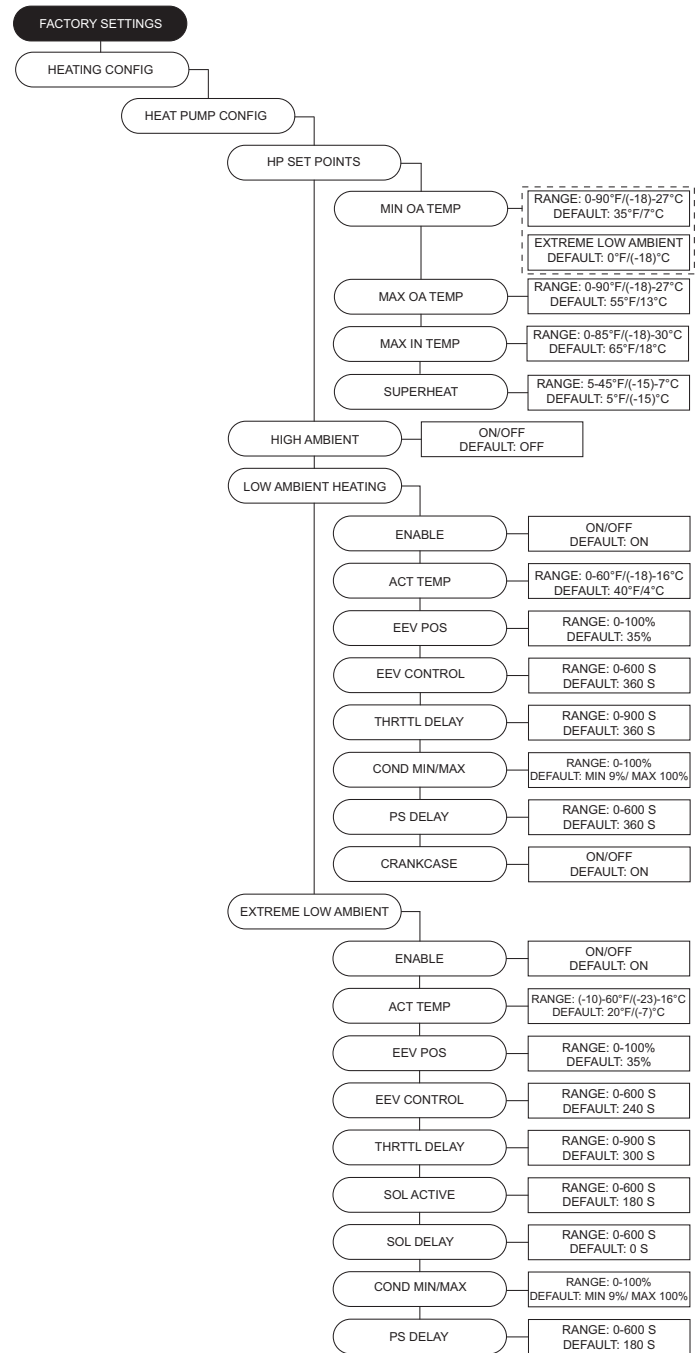 FACTORY SETTINGS
HEATING CONFIG
HEAT PUMP CONFIG
HP SET POINTS
MIN OA TEMP
RANGE: 0-90°F/(-18)-27°C
DEFAULT: 35°F/7°C
EXTREME LOW AMBIENT
DEFAULT: 0°F/(-18)°C
MAX OA TEMP
RANGE: 0-90°F/(-18)-27°C
DEFAULT: 55°F/13°C
MAX IN TEMP
RANGE: 0-85°F/(-18)-30°C
DEFAULT: 65°F/18°C
SUPERHEAT
RANGE: 5-45°F/(-15)-7°C
DEFAULT: 5°F/(-15)°C
HIGH AMBIENT
ON/OFF
DEFAULT: OFF
LOW AMBIENT HEATING
ENABLE
ON/OFF
DEFAULT: ON
ACT TEMP
RANGE: 0-60°F/(-18)-16°C
DEFAULT: 40°F/4°C
EEV POS
RANGE: 0-100%
DEFAULT: 35%
EEV CONTROL
RANGE: 0-600 S
DEFAULT: 360 S
THRTTL DELAY
RANGE: 0-900 S
DEFAULT: 360 S
COND MIN/MAX
RANGE: 0-100%
DEFAULT: MIN 9%/ MAX 100%
PS DELAY
RANGE: 0-600 S
DEFAULT: 360 S
CRANKCASE
ON/OFF
DEFAULT: ON
EXTREME LOW AMBIENT
ENABLE
ON/OFF
DEFAULT: ON
ACT TEMP
RANGE: (-10)-60°F/(-23)-16°C
DEFAULT: 20°F/(-7)°C
EEV POS
RANGE: 0-100%
DEFAULT: 35%
EEV CONTROL
RANGE: 0-600 S
DEFAULT: 240 S
THRTTL DELAY
RANGE: 0-900 S
DEFAULT: 300 S
SOL ACTIVE
RANGE: 0-600 S
DEFAULT: 180 S
SOL DELAY
RANGE: 0-600 S
DEFAULT: 0 S
COND MIN/MAX
RANGE: 0-100%
DEFAULT: MIN 9%/ MAX 100%
PS DELAY
RANGE: 0-600 S
DEFAULT: 180 S